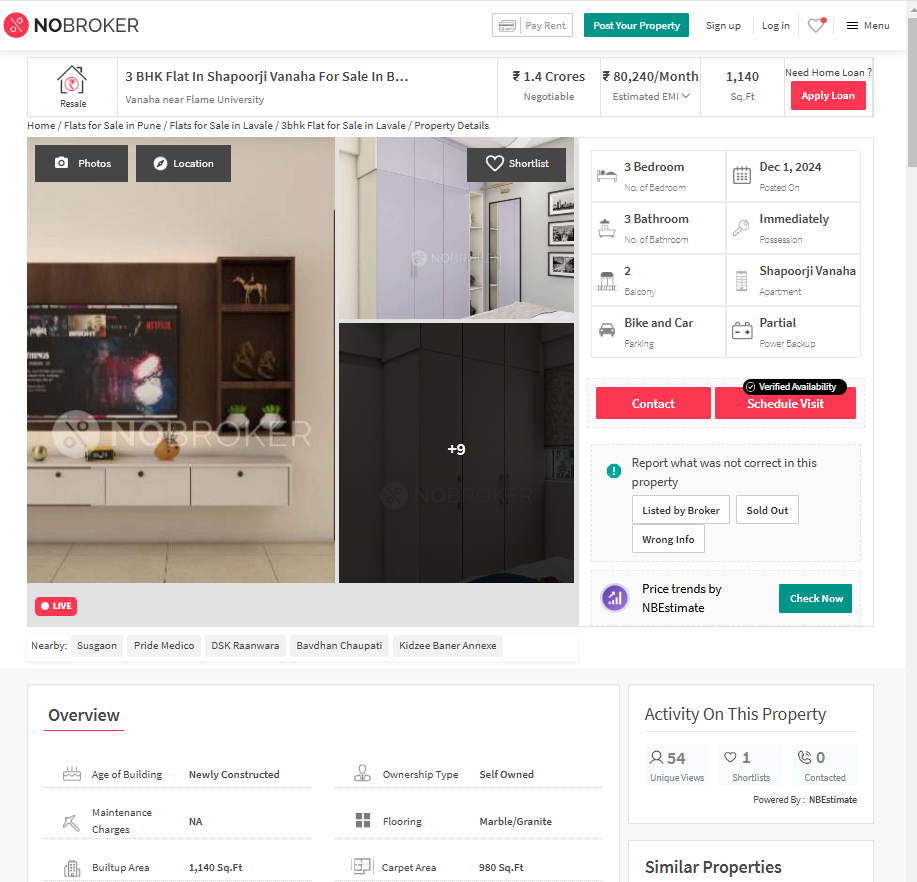 NOBROKER
Pay Rent
Post Your Property
Sign up
Log in
Menu
Resale
3 BHK Flat In Shapoorji Vanaha For Sale In B...
Vanaha near Flame University
₹ 1.4 Crores
Negotiable
₹ 80,240/Month
Estimated EMI
1,140
Sq.Ft
Need Home Loan ?
Apply Loan
Home / Flats for Sale in Pune / Flats for Sale in Lavale / 3bhk Flat for Sale in Lavale / Property Details
Photos
Location
Shortlist
NOBROKER
NETFLIX
BRIGHT
NOBROKER
+9
NOBROKER
LIVE
3 Bedroom
No. of Bedroom
Dec 1, 2024
Posted On
3 Bathroom
No. of Bathroom
Immediately
Possession
2
Balcony
Shapoorji Vanaha
Apartment
Bike and Car
Parking
Partial
Power Backup
Verified Availability
Contact
Schedule Visit
Report what was not correct in this
property
Listed by Broker
Sold Out
Wrong Info
Price trends by
NBEstimate
Check Now
Nearby:
Susgaon
Pride Medico
DSK Raanwara
Bavdhan Chaupati
Kidzee Baner Annexe
Overview
Age of Building
Newly Constructed
Ownership Type
Self Owned
Maintenance
Charges
NA
Flooring
Marble/Granite
Builtup Area
1,140 Sq.Ft
Carpet Area
980 Sq.Ft
Activity On This Property
54
Unique Views
1
Shortlists
0
Contacted
Powered By : NBEstimate
Similar Properties